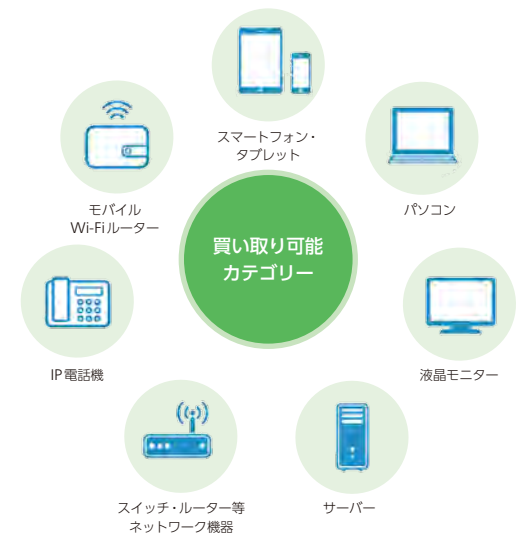 スマートフォン・
タブレット
モバイル
Wi-Fiルーター
パソコン
買い取り可能
カテゴリー
IP電話機
液晶モニター
スイッチ・ルーター等
ネットワーク機器
サーバー